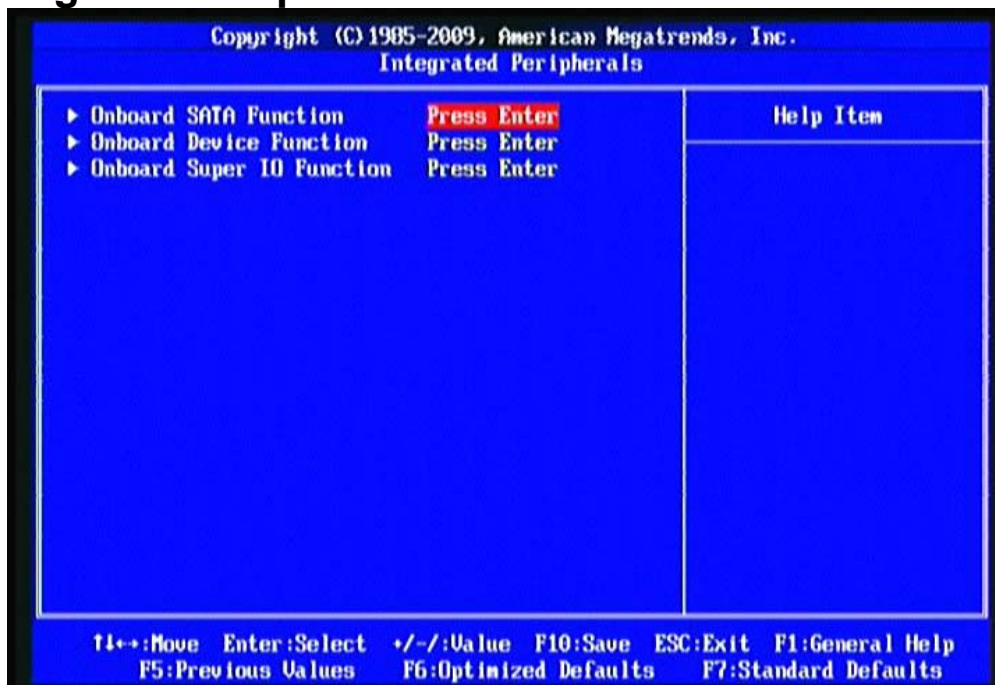 Copyright (C)1985-2009, American Megatrends, Inc.
Integrated Peripherals
▶ Onboard SATA Function Press Enter
▶ Onboard Device Function Press Enter
▶ Onboard Super IO Function Press Enter
Help Item
↑↓←→:Move Enter:Select +/-/:Value F10:Save ESC:Exit F1:General Help
F5:Previous Values F6:Optimized Defaults F7:Standard Defaults